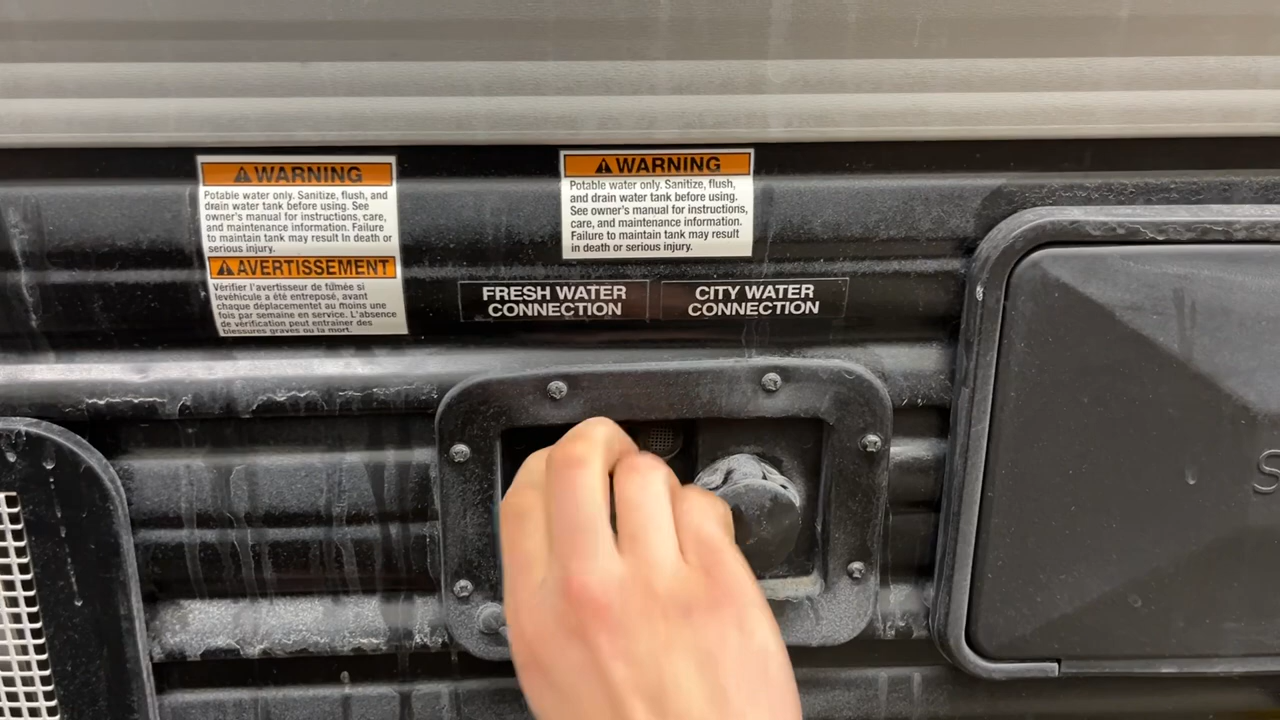 WARNING
Potable water only. Sanitize, flush, and
drain water tank before using. See
owner's manual for instructions, care,
and maintenance information. Failure
to maintain tank may result in death or
serious injury.
AVERTISSEMENT
Vérifier l'avertisseur de fumée si
levéhicule a été entreposé, avant
chaque déplacementet au moins une
fois par semaine en service. L'absence
de vérification peut entraîner des
blessures graves ou la mort.
WARNING
Potable water only. Sanitize, flush,
and drain water tank before using.
See owner's manual for instructions,
care, and maintenance information.
Failure to maintain tank may result
in death or serious injury.
FRESH WATER
CONNECTION
CITY WATER
CONNECTION
S